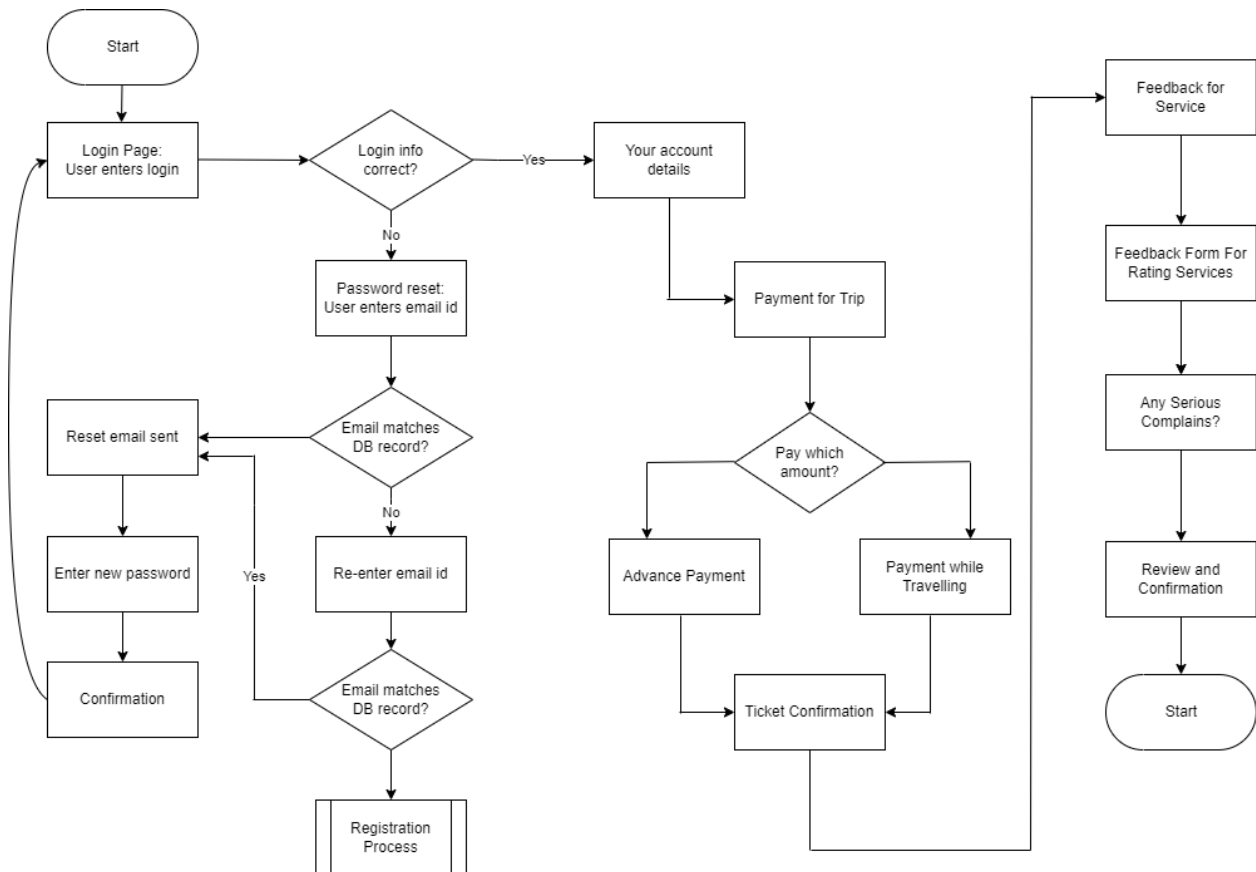 Start
Login Page:
User enters login
Login info
correct?
Yes
Your account
details
No
Password reset:
User enters email id
Email matches
DB record?
Reset email sent
No
Enter new password
Yes
Re-enter email id
Confirmation
Email matches
DB record?
Registration
Process
Payment for Trip
Pay which
amount?
Advance Payment
Payment while
Travelling
Ticket Confirmation
Feedback for
Service
Feedback Form For
Rating Services
Any Serious
Complains?
Review and
Confirmation
Start